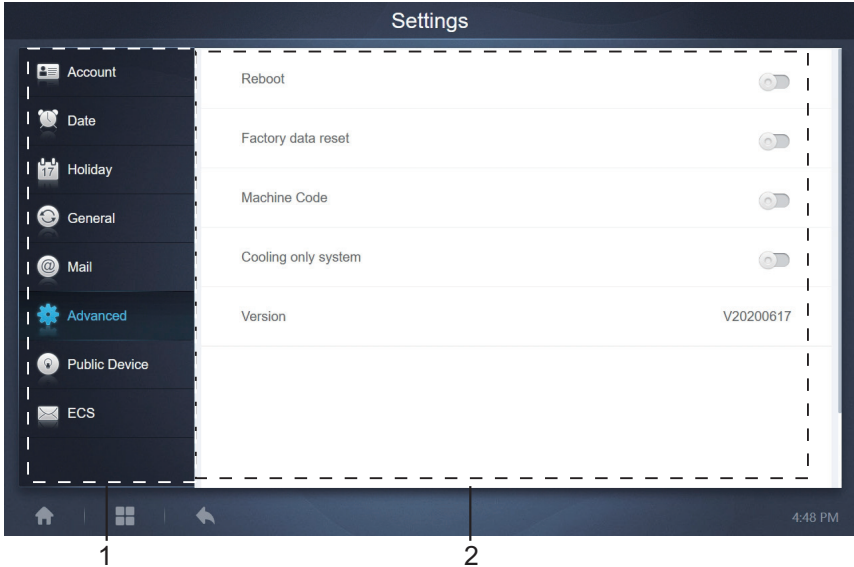 Settings
Account
Date
17
Holiday
General
@
Mail
Advanced
Public Device
ECS
Reboot
Factory data reset
Machine Code
Cooling only system
Version V20200617
4:48 PM
1 2